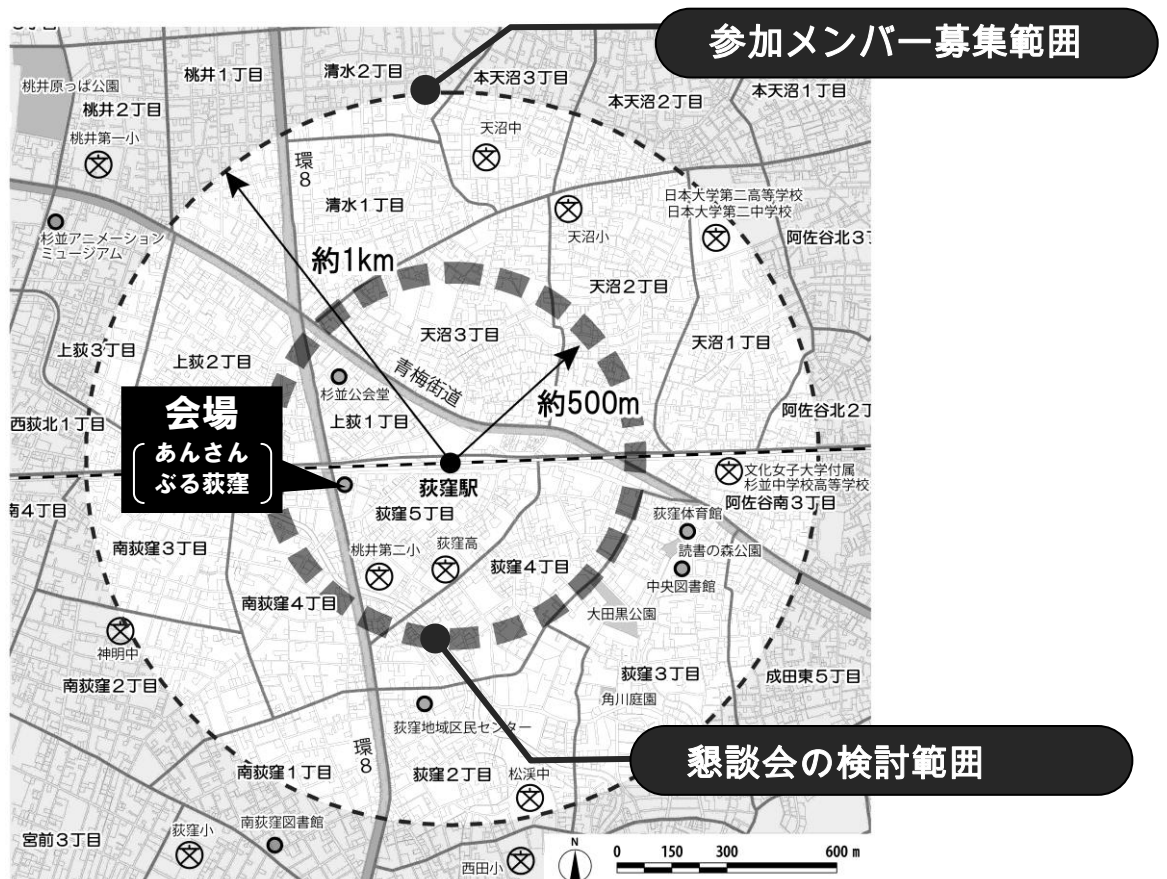 参加メンバー募集範囲
桃井1丁目
清水2丁目
本天沼3丁目
本天沼2丁目
本天沼1丁目
桃井原っぱ公園
桃井2丁目
桃井第一小
天沼中
環8
清水1丁目
日本大学第二高等学校
日本大学第二中学校
杉並アニメーション
ミュージアム
天沼小
阿佐谷北3丁
約1km
天沼2丁目
天沼3丁目
天沼1丁目
上荻3丁目
上荻2丁目
青梅街道
杉並公会堂
約500m
上荻1丁目
阿佐谷北2丁
西荻北1丁目
会場
あんさん
ぶる荻窪
荻窪駅
文化女子大学付属
杉並中学校高等学校
阿佐谷南3丁目
南4丁目
荻窪5丁目
荻窪体育館
南荻窪3丁目
桃井第二小
荻窪高
読書の森公園
荻窪4丁目
中央図書館
南荻窪4丁目
大田黒公園
神明中
荻窪3丁目
成田東5丁目
南荻窪2丁目
角川庭園
荻窪地域区民センター
環8
懇談会の検討範囲
南荻窪1丁目
荻窪2丁目
松渓中
荻窪小
南荻窪図書館
宮前3丁目
西田小
N
0 150 300 600 m